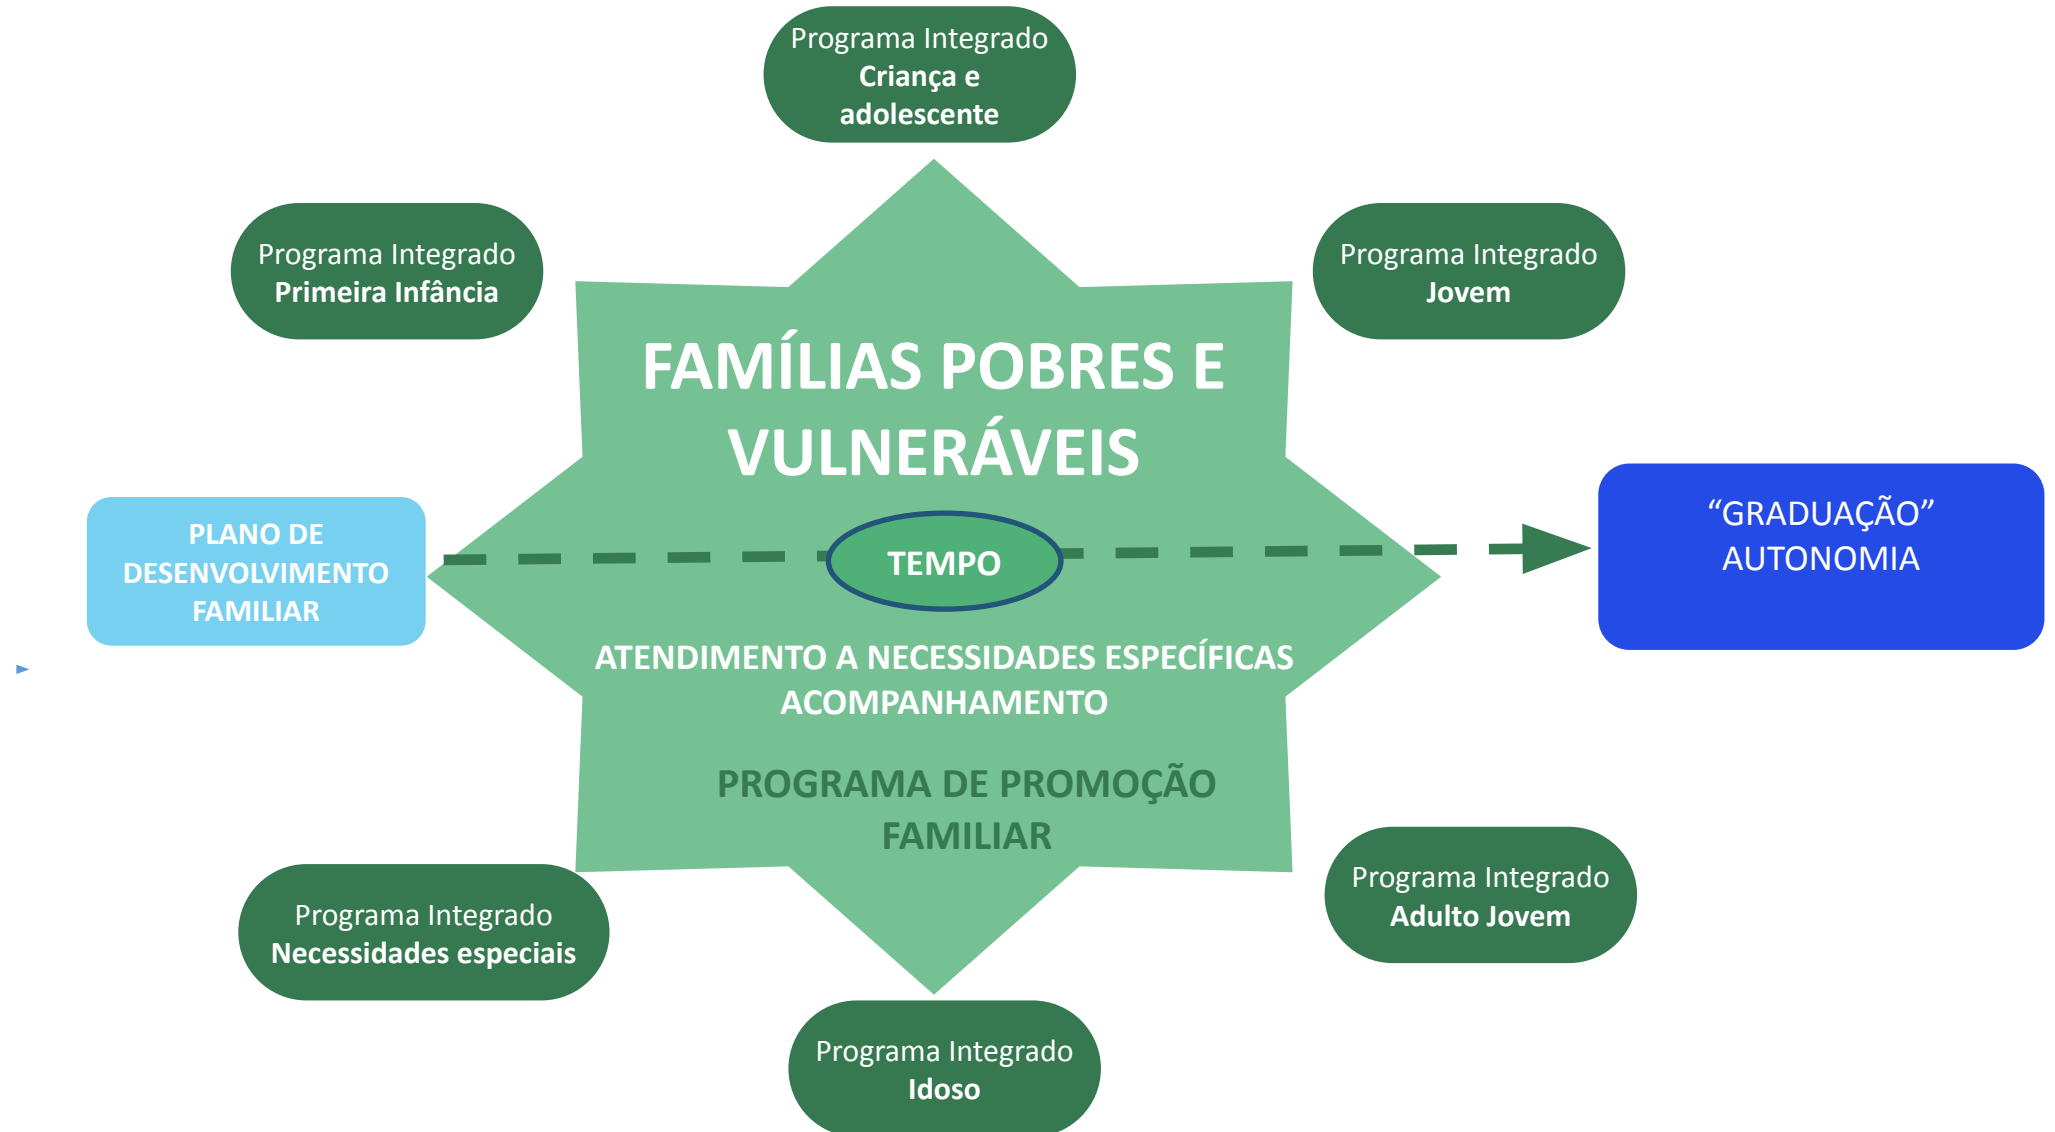 Programa Integrado
Criança e
adolescente
Programa Integrado
Primeira Infância
Programa Integrado
Jovem
FAMÍLIAS POBRES E
VULNERÁVEIS
PLANO DE
DESENVOLVIMENTO
FAMILIAR
TEMPO
“GRADUAÇÃO”
AUTONOMIA
ATENDIMENTO A NECESSIDADES ESPECÍFICAS
ACOMPANHAMENTO
PROGRAMA DE PROMOÇÃO
FAMILIAR
Programa Integrado
Necessidades especiais
Programa Integrado
Adulto Jovem
Programa Integrado
Idoso